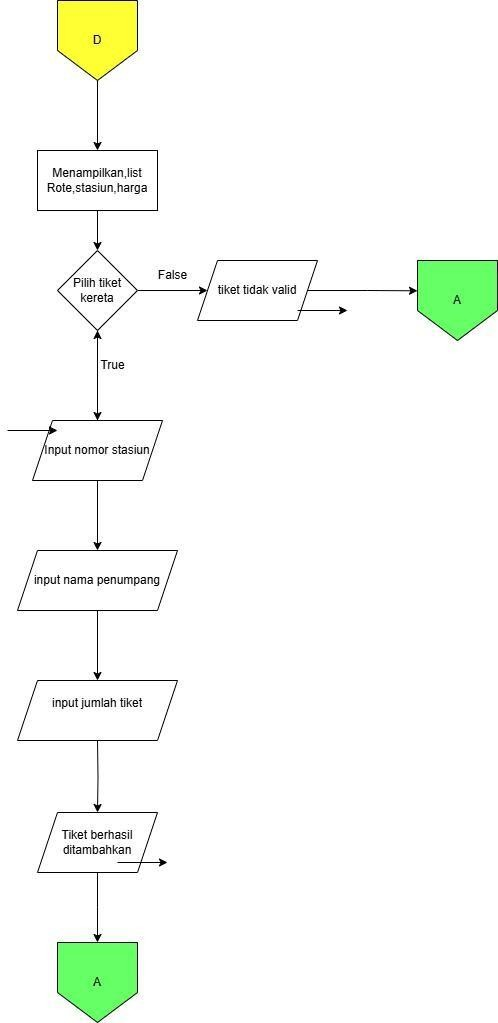 D
Menampilkan,list
Rote,stasiun,harga
Pilih tiket
kereta
False
tiket tidak valid
A
True
Input nomor stasiun
input nama penumpang
input jumlah tiket
Tiket berhasil
ditambahkan
A